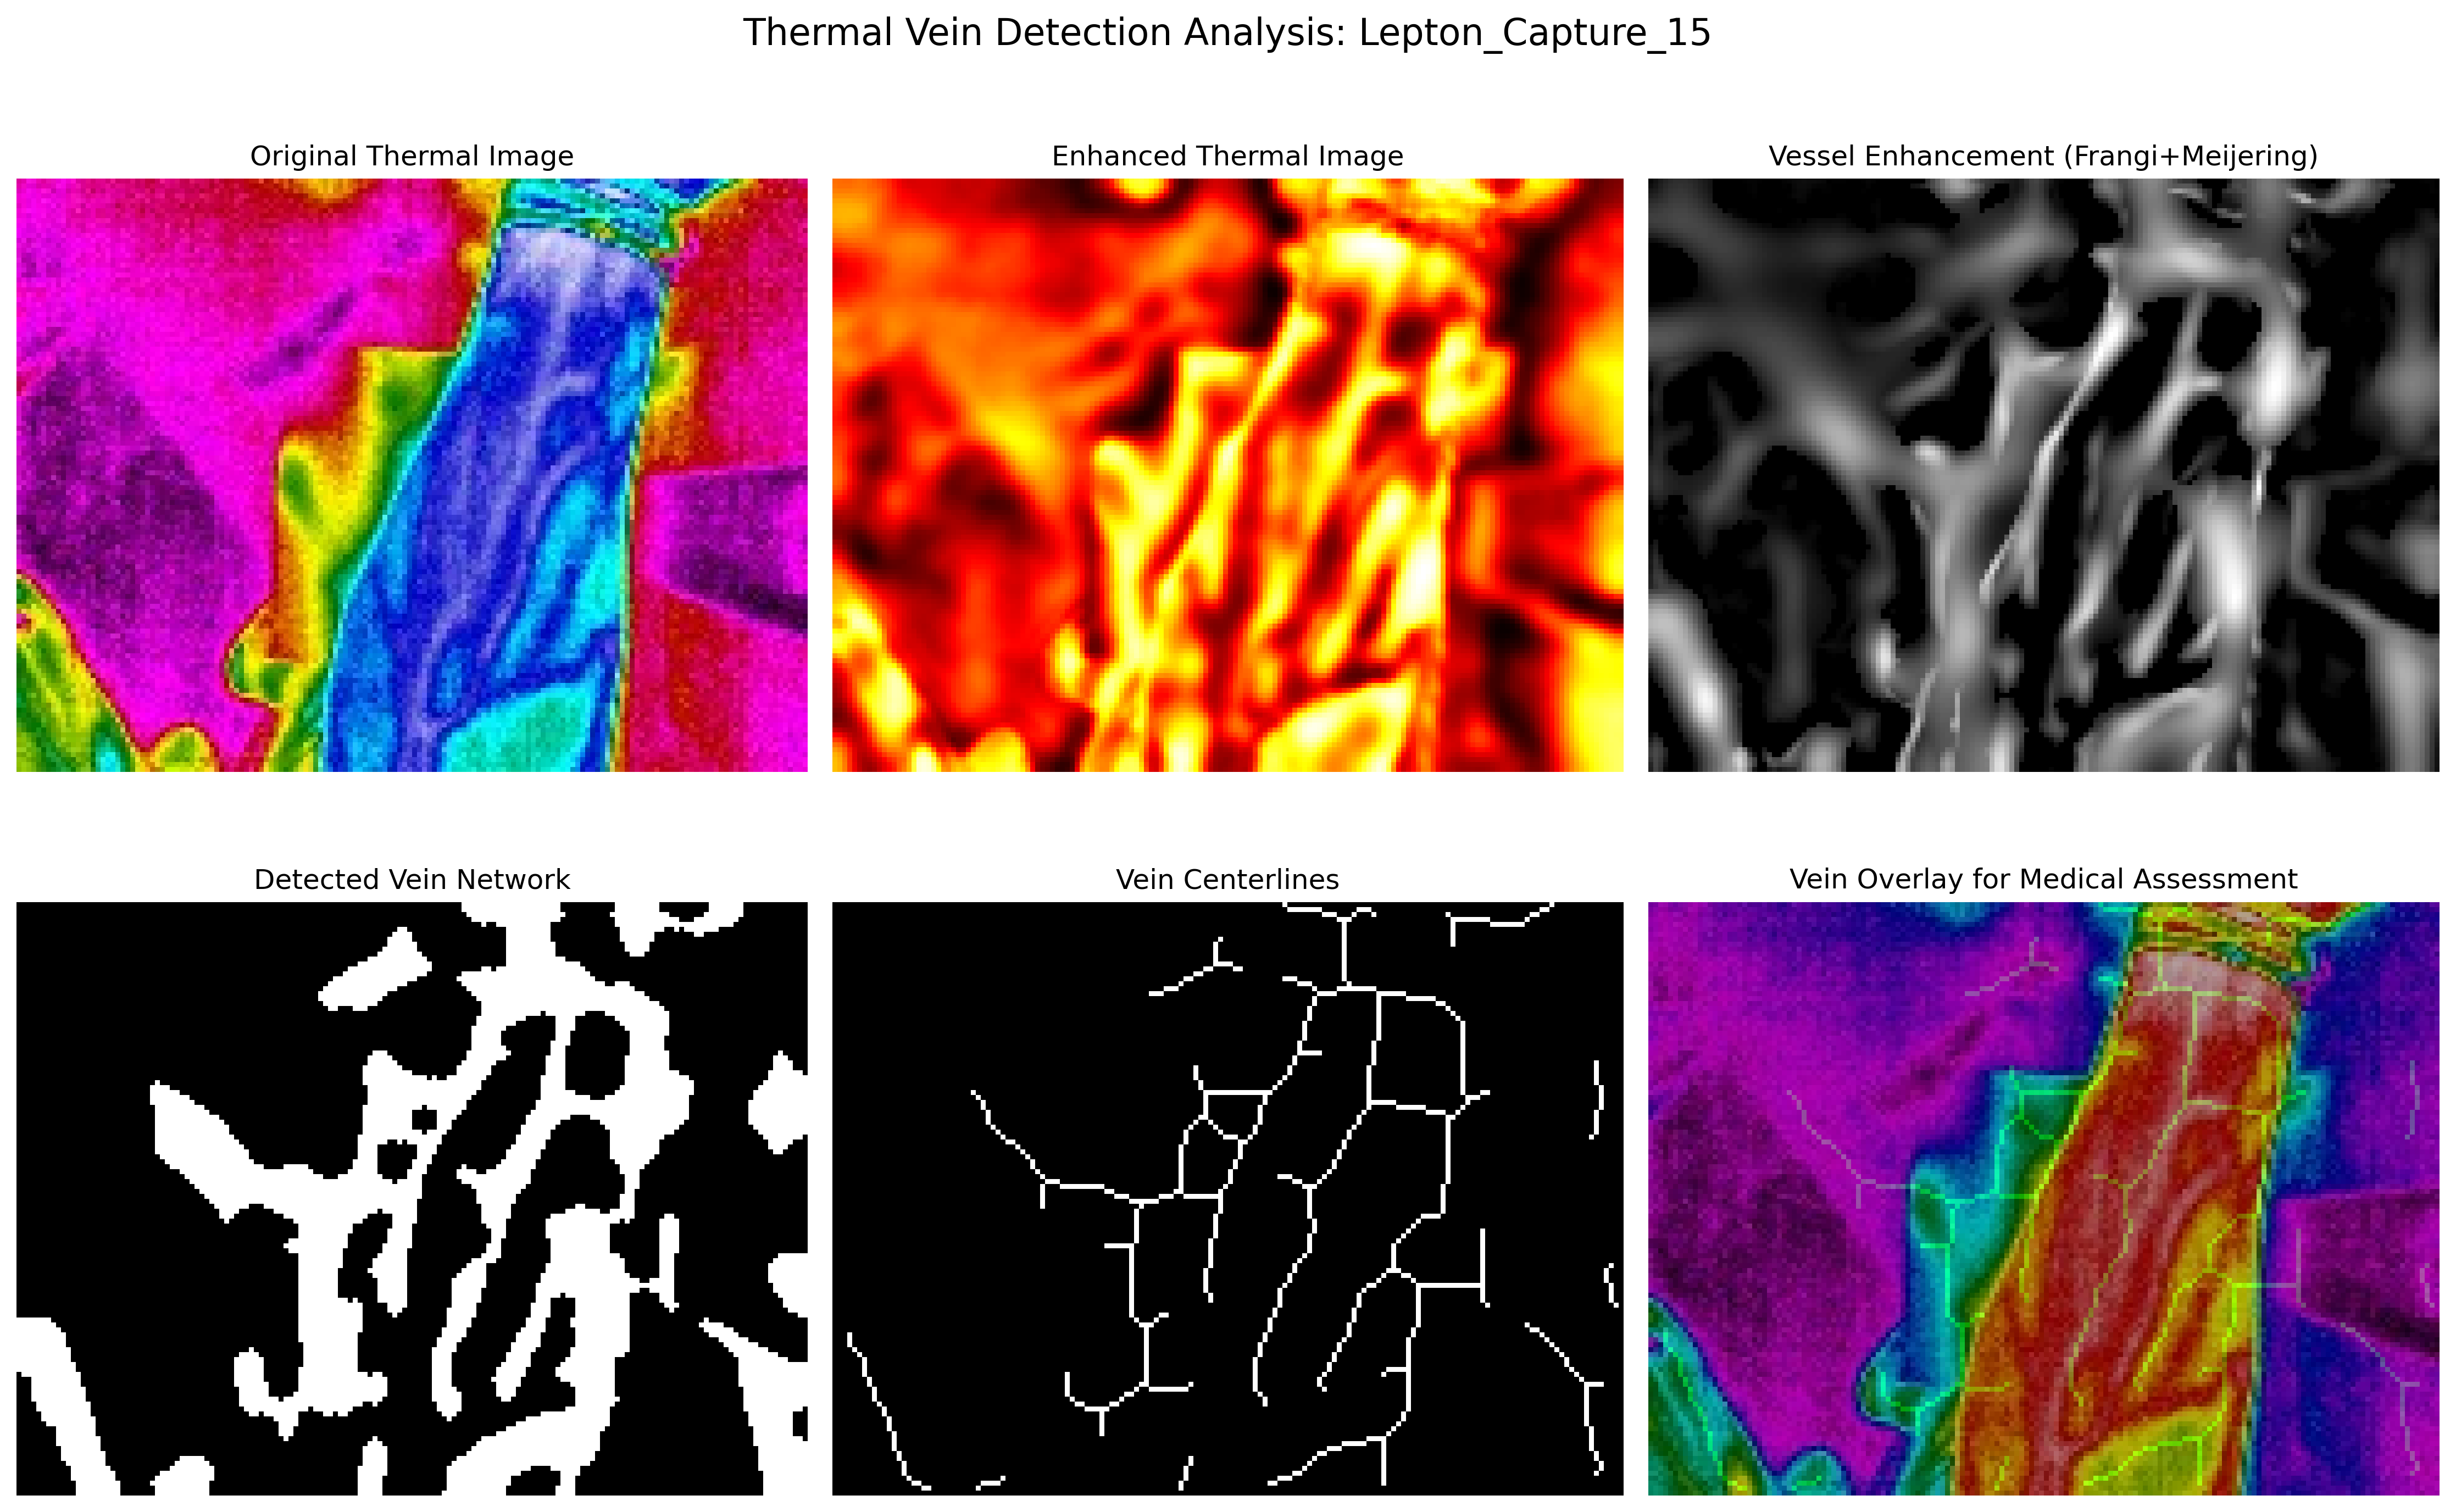 Thermal Vein Detection Analysis: Lepton_Capture_15
Original Thermal Image
Enhanced Thermal Image
Vessel Enhancement (Frangi+Meijering)
Detected Vein Network
Vein Centerlines
Vein Overlay for Medical Assessment